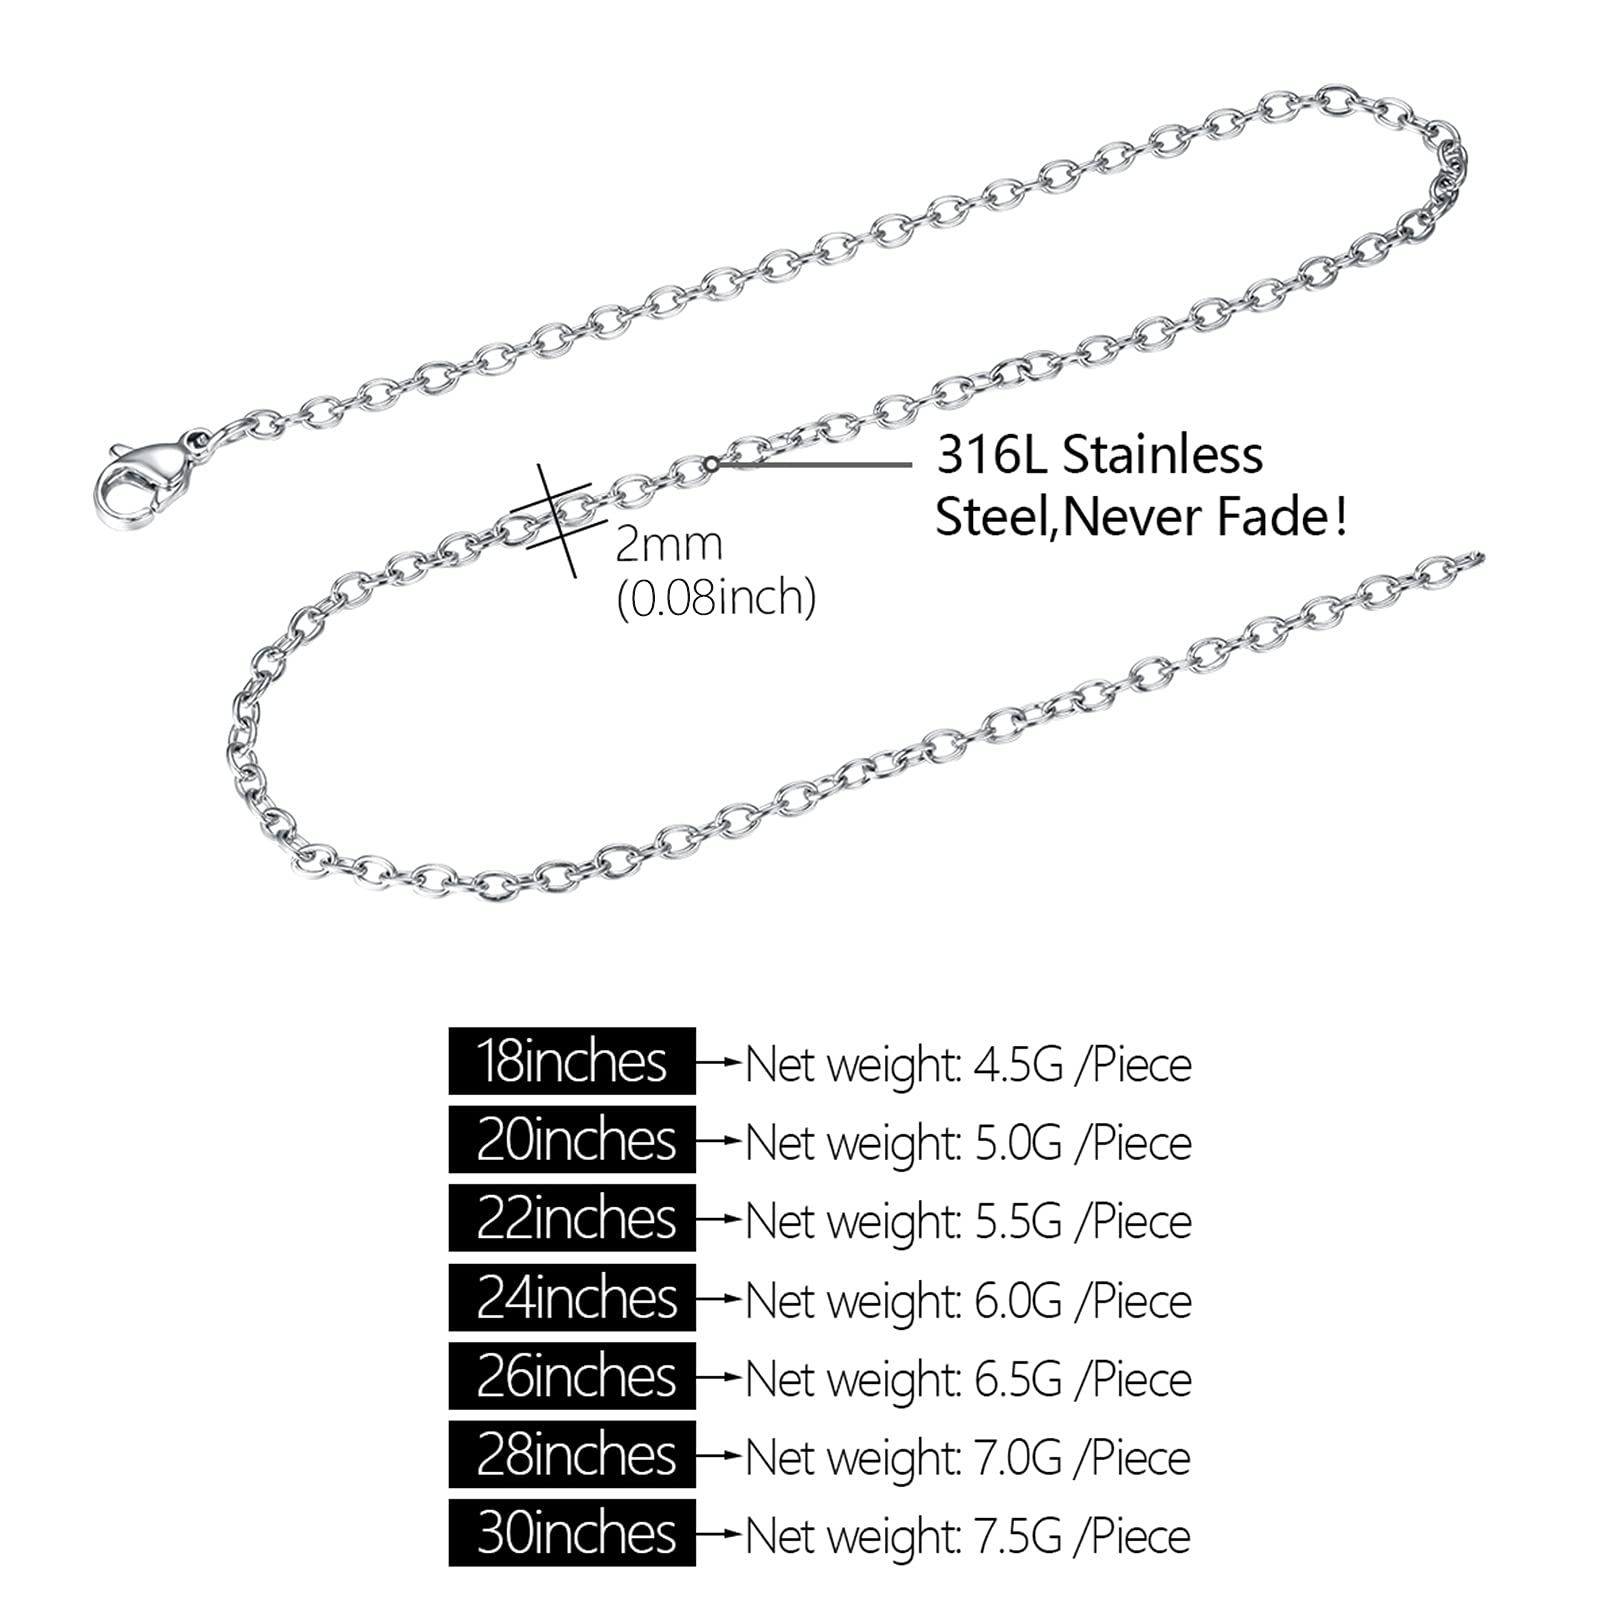 316L Stainless
Steel,Never Fade!
2mm
(0.08inch)
18inches Net weight: 4.5G /Piece
20inches Net weight: 5.0G /Piece
22inches Net weight: 5.5G /Piece
24inches Net weight: 6.0G /Piece
26inches Net weight: 6.5G /Piece
28inches Net weight: 7.0G /Piece
30inches Net weight: 7.5G /Piece